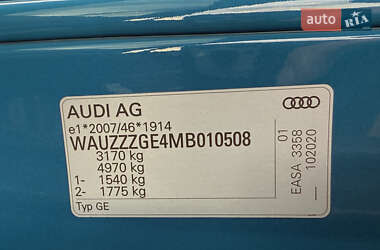 auto
RIA
AUDI AG
e1*2007/46*1914
WAUZZZGE4MB010508
3170 kg
4970 kg
1- 1540 kg
2- 1775 kg
Typ GE
01
EASA 3358
102020